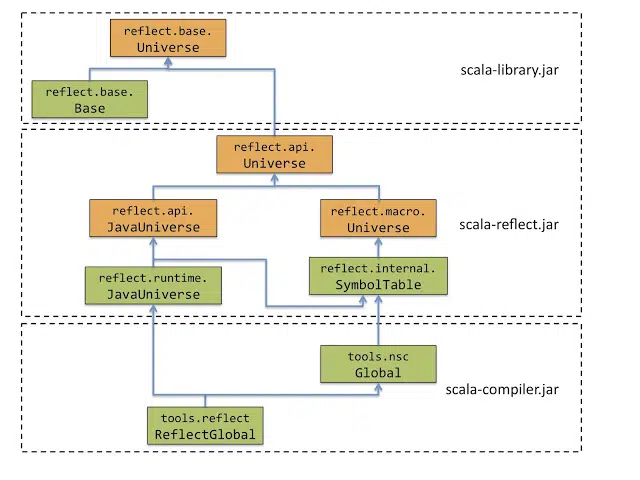 reflect.base.
Universe
scala-library.jar
reflect.base.
Base
reflect.api.
Universe
reflect.api.
JavaUniverse
reflect.macro.
Universe
scala-reflect.jar
reflect.runtime.
JavaUniverse
reflect.internal.
SymbolTable
tools.nsc
Global
scala-compiler.jar
tools.reflect
ReflectGlobal